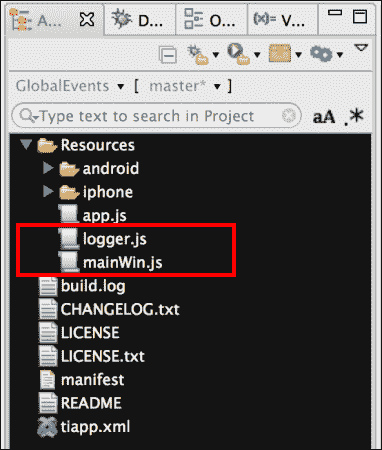 A...
D...
O...
(x)= V...
GlobalEvents [ master* ]
Type text to search in Project aA .*
Resources
android
iphone
app.js
logger.js
mainWin.js
build.log
CHANGELOG.txt
LICENSE
LICENSE.txt
manifest
README
tiapp.xml